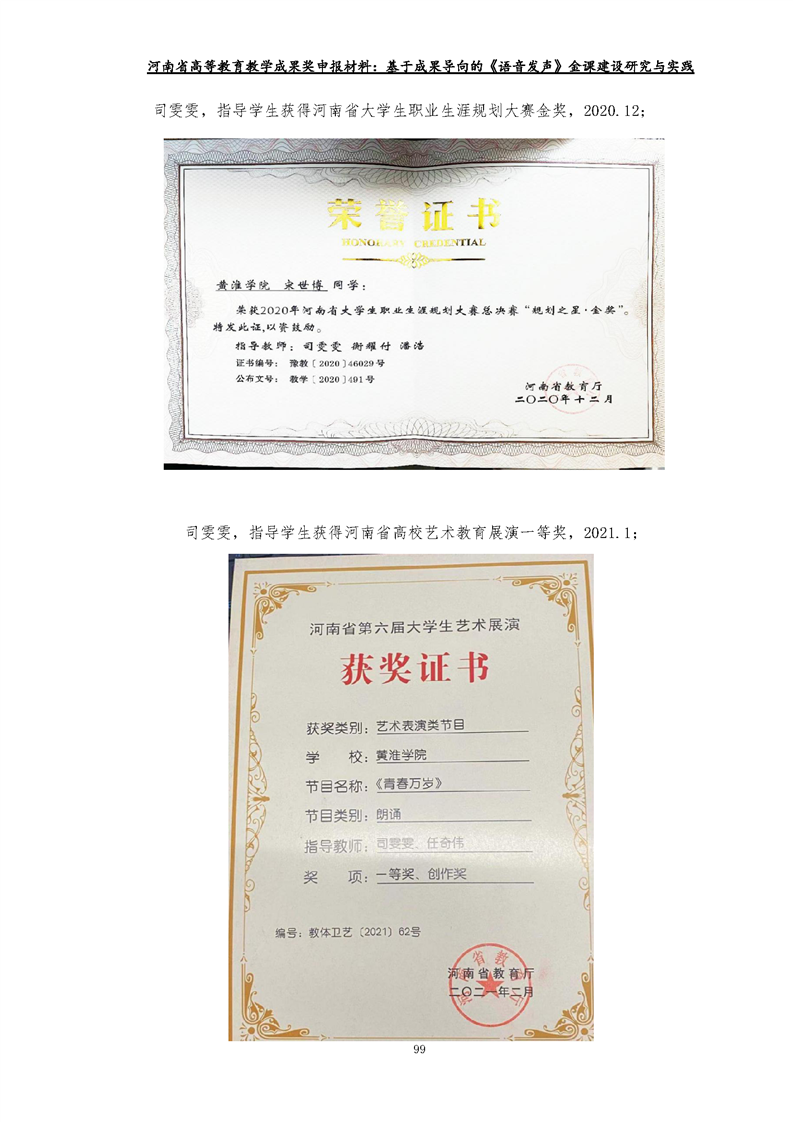 河南省高等教育教学成果奖申报材料：基于成果导向的《语音发声》金课建设研究与实践
司雯雯，指导学生获得河南省大学生职业生涯规划大赛金奖，2020.12；
荣誉证书
HONORARY CREDENTIAL
黄淮学院 宋世博 同学：
荣获2020年河南省大学生职业生涯规划大赛总决赛“规划之星·金奖”。
特发此证,以资鼓励。
指导教师：司雯雯 衡耀付 潘浩
证书编号： 豫教〔2020〕46029号
公布文号： 教学〔2020〕491号
河南省教育厅
二〇二〇年十二月
司雯雯，指导学生获得河南省高校艺术教育展演一等奖，2021.1；
河南省第六届大学生艺术展演
获奖证书
获奖类别：艺术表演类节目
学 校：黄淮学院
节目名称：《青春万岁》
节目类别：朗诵
指导教师：司雯雯、任奇伟
奖 项：一等奖、创作奖
编号：教体卫艺〔2021〕62号
河南省教育厅
二〇二一年二月
99